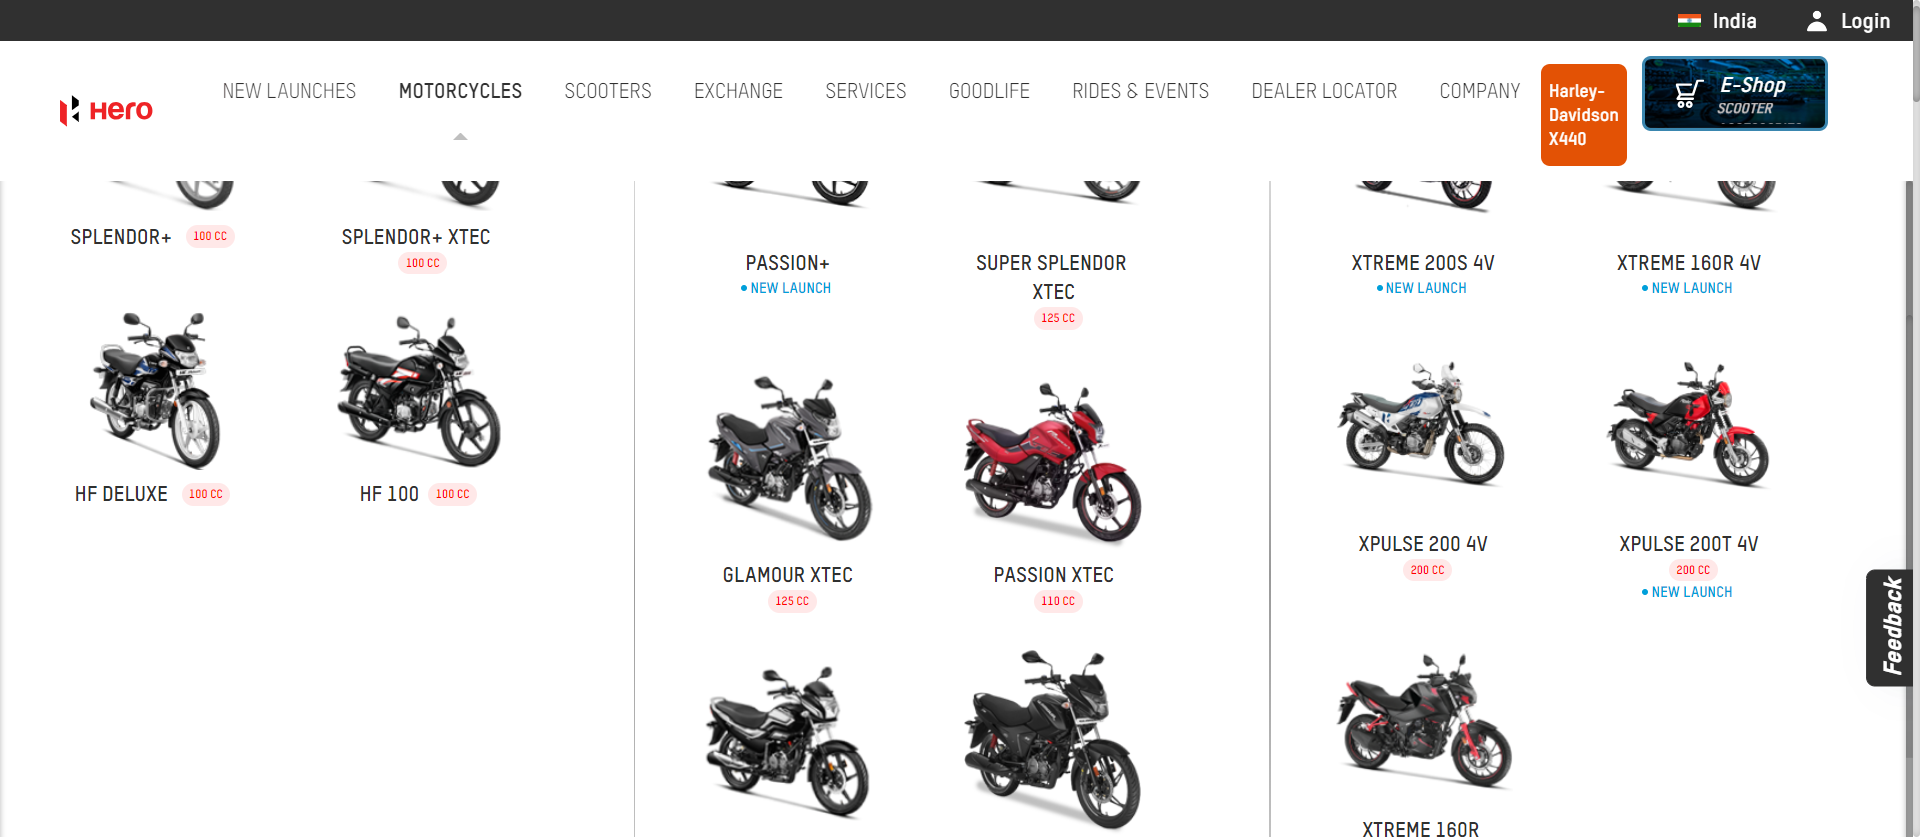 India
Login
Hero
NEW LAUNCHES
MOTORCYCLES
SCOOTERS
EXCHANGE
SERVICES
GOODLIFE
RIDES & EVENTS
DEALER LOCATOR
COMPANY
Harley-
Davidson
X440
E-Shop
SCOOTER
SPLENDOR+ 100 CC
SPLENDOR+ XTEC
100 CC
HF DELUXE 100 CC
HF 100 100 CC
PASSION+
NEW LAUNCH
SUPER SPLENDOR
XTEC
125 CC
GLAMOUR XTEC
125 CC
PASSION XTEC
110 CC
XTREME 200S 4V
NEW LAUNCH
XTREME 160R 4V
NEW LAUNCH
XPULSE 200 4V
200 CC
XPULSE 200T 4V
200 CC
NEW LAUNCH
XTREME 160R
Feedback